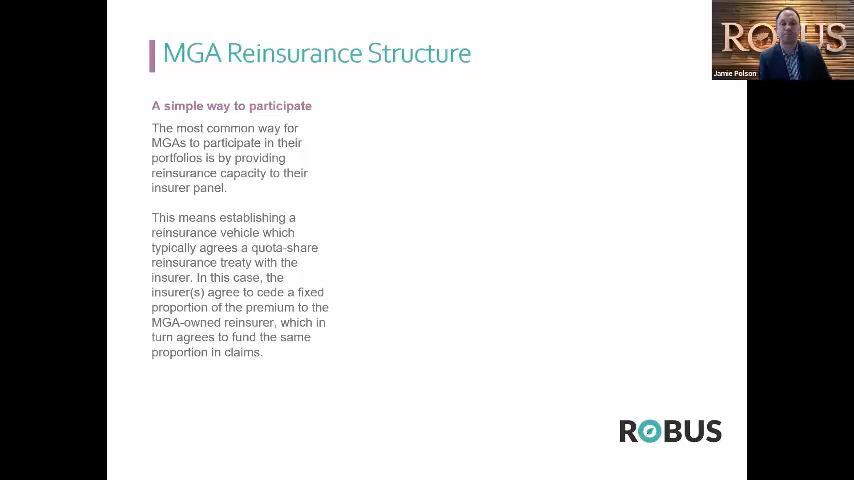 MGA Reinsurance Structure
A simple way to participate
The most common way for
MGAs to participate in their
portfolios is by providing
reinsurance capacity to their
insurer panel.
This means establishing a
reinsurance vehicle which
typically agrees a quota-share
reinsurance treaty with the
insurer. In this case, the
insurer(s) agree to cede a fixed
proportion of the premium to the
MGA-owned reinsurer, which in
turn agrees to fund the same
proportion in claims.
ROBUS
Jamie Polson
ROBUS